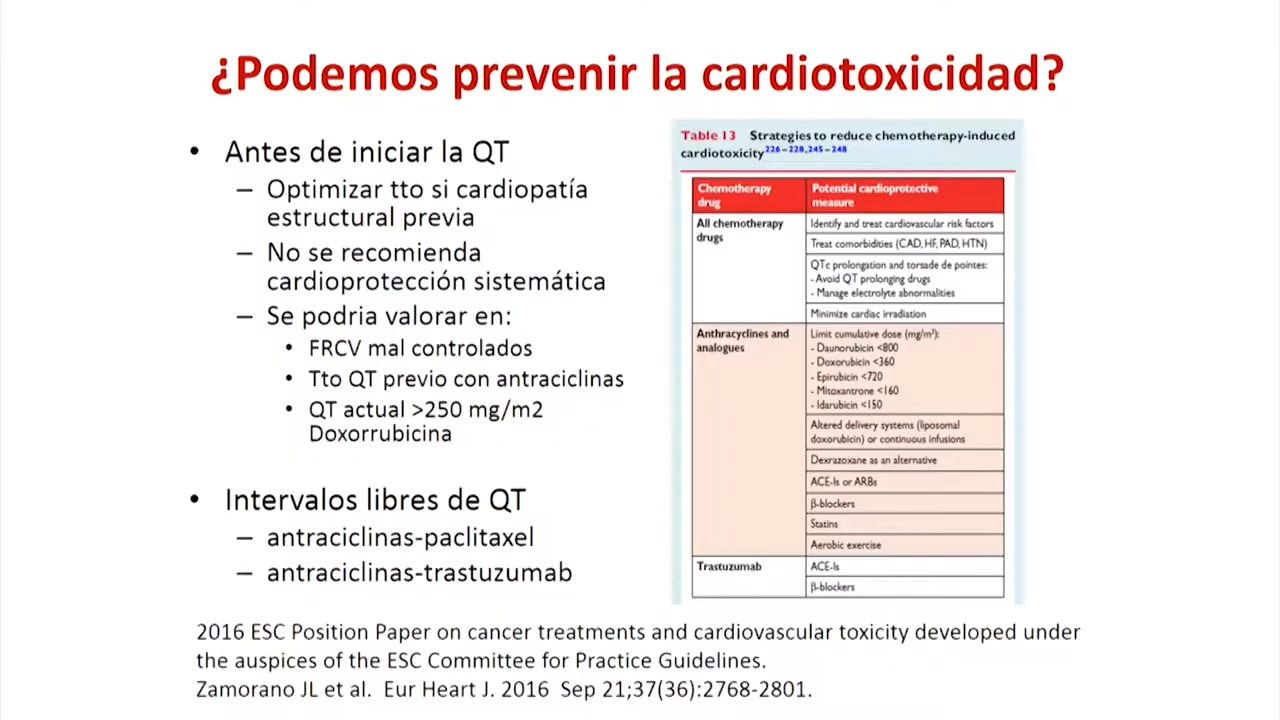 ¿Podemos prevenir la cardiotoxicidad?
• Antes de iniciar la QT
– Optimizar tto si cardiopatía
estructural previa
– No se recomienda
cardioprotección sistemática
– Se podria valorar en:
• FRCV mal controlados
• Tto QT previo con antraciclinas
• QT actual >250 mg/m2
Doxorrubicina
• Intervalos libres de QT
– antraciclinas-paclitaxel
– antraciclinas-trastuzumab
Table 13 Strategies to reduce chemotherapy-induced
cardiotoxicity226–228,245–248
Chemotherapy
drug
Potential cardioprotective
measure
All chemotherapy
drugs
Identify and treat cardiovascular risk factors
Treat comorbidities (CAD, HF, PAD, HTN)
QTc prolongation and torsade de pointes:
- Avoid QT prolonging drugs
- Manage electrolyte abnormalities
Minimize cardiac irradiation
Anthracyclines and
analogues
Limit cumulative dose (mg/m²):
- Daunorubicin <800
- Doxorubicin <360
- Epirubicin <720
- Mitoxantrone <160
- Idarubicin <150
Altered delivery systems (liposomal
doxorubicin) or continuous infusions
Dexrazoxane as an alternative
ACE-Is or ARBs
β-blockers
Statins
Aerobic exercise
Trastuzumab
ACE-Is
β-blockers
2016 ESC Position Paper on cancer treatments and cardiovascular toxicity developed under
the auspices of the ESC Committee for Practice Guidelines.
Zamorano JL et al. Eur Heart J. 2016 Sep 21;37(36):2768-2801.